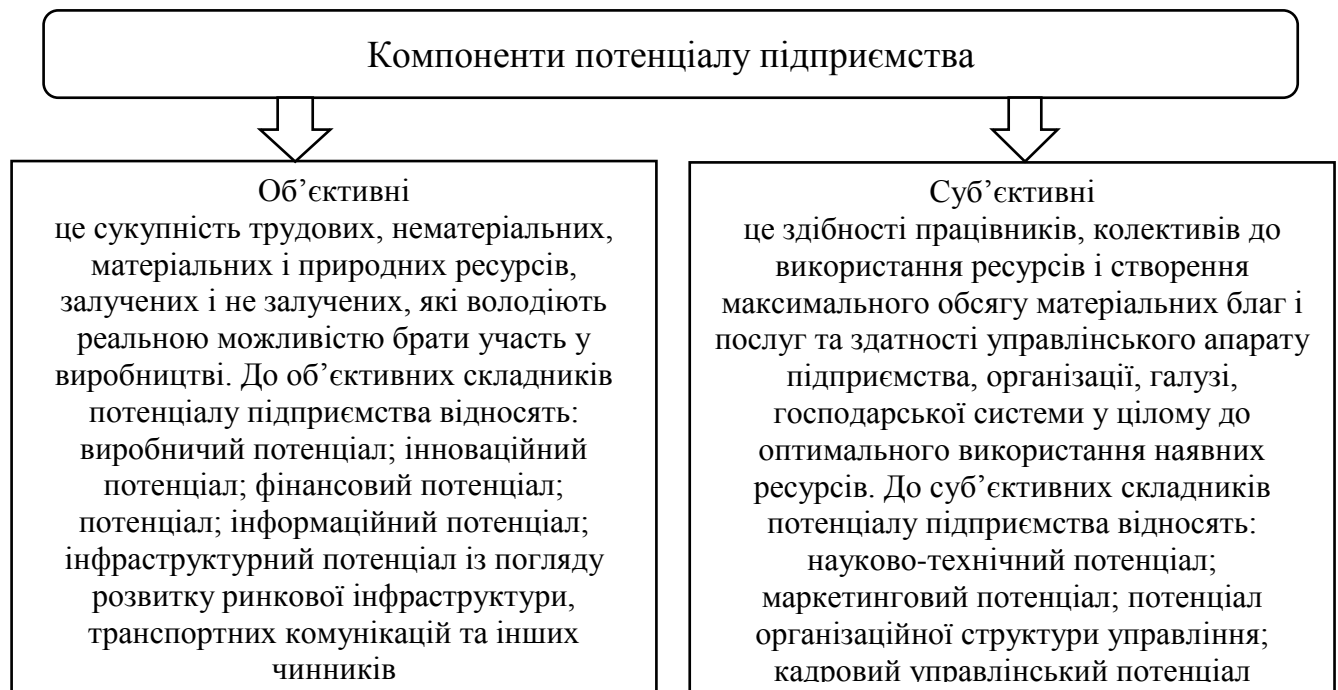 Компоненти потенціалу підприємства
Об’єктивні
це сукупність трудових, нематеріальних,
матеріальних і природних ресурсів,
залучених і не залучених, які володіють
реальною можливістю брати участь у
виробництві. До об’єктивних складників
потенціалу підприємства відносять:
виробничий потенціал; інноваційний
потенціал; фінансовий потенціал;
потенціал; інформаційний потенціал;
інфраструктурний потенціал із погляду
розвитку ринкової інфраструктури,
транспортних комунікацій та інших
чинників
Суб’єктивні
це здібності працівників, колективів до
використання ресурсів і створення
максимального обсягу матеріальних благ і
послуг та здатності управлінського апарату
підприємства, організації, галузі,
господарської системи у цілому до
оптимального використання наявних
ресурсів. До суб’єктивних складників
потенціалу підприємства відносять:
науково-технічний потенціал;
маркетинговий потенціал; потенціал
організаційної структури управління;
кадровий управлінський потенціал